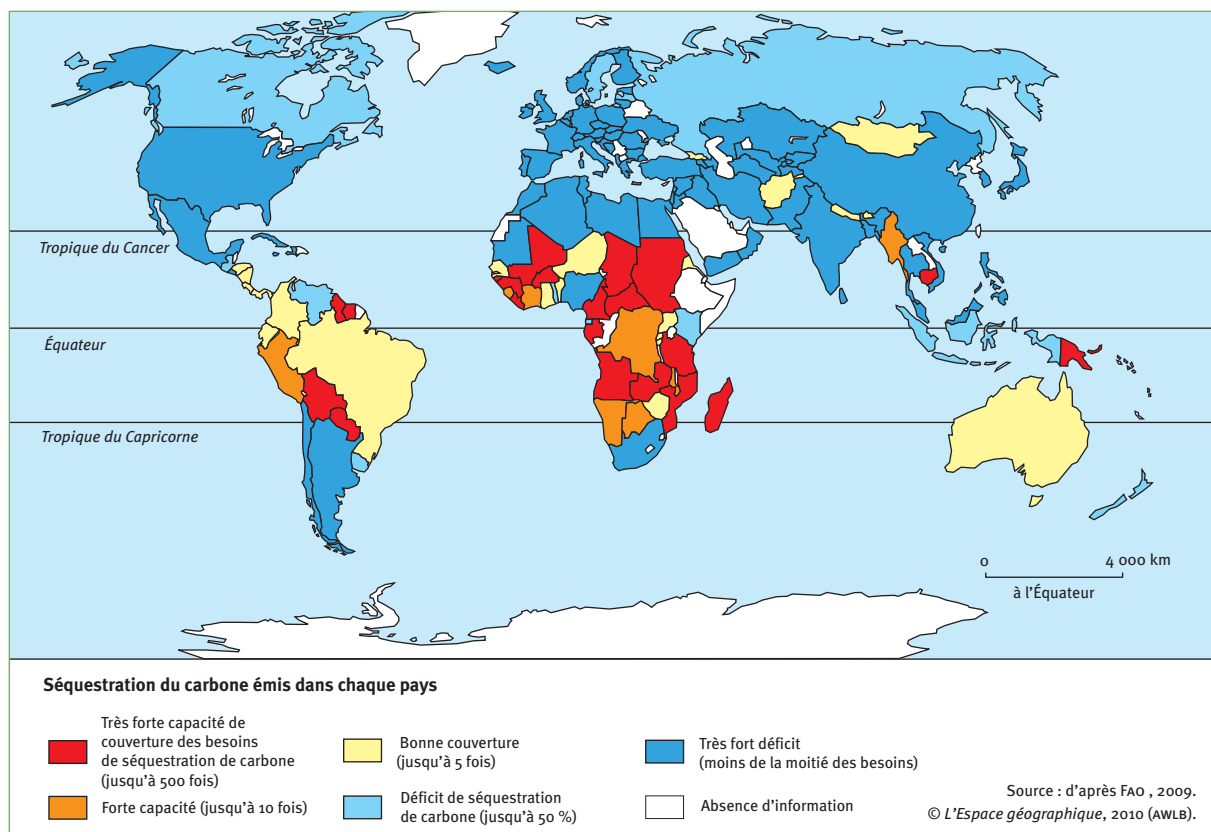 Tropique du Cancer
Équateur
Tropique du Capricorne
0 4 000 km
à l'Équateur
Séquestration du carbone émis dans chaque pays
Très forte capacité de
couverture des besoins
de séquestration de carbone
(jusqu'à 500 fois)
Forte capacité (jusqu'à 10 fois)
Bonne couverture
(jusqu'à 5 fois)
Déficit de séquestration
de carbone (jusqu'à 50 %)
Très fort déficit
(moins de la moitié des besoins)
Absence d'information
Source : d'après FAO , 2009.
© L'Espace géographique, 2010 (AWLB).